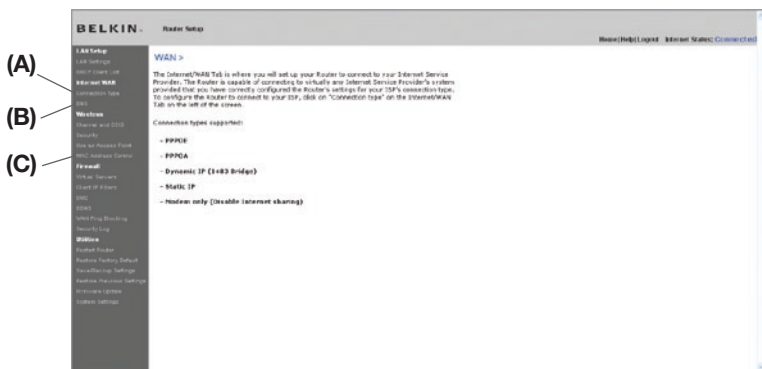 BELKIN.
Router Setup
Home|Help|Logout Internet Status: Connected
(A)
(B)
(C)
LAN Setup
LAN Settings
DHCP Client List
Internet WAN
Connection Type
DNS
Wireless
Channel and SSID
Security
Use as Access Point
MAC Address Control
Firewall
Virtual Servers
Client IP Filters
DMZ
DDNS
WAN Ping Blocking
Security Log
Utilities
Restart Router
Restore Factory Default
Save/Backup Settings
Restore Previous Settings
Firmware Update
System Settings
WAN >
The Internet/WAN Tab is where you will set up your Router to connect to your Internet Service
Provider. The Router is capable of connecting to virtually any Internet Service Provider's system
provided that you have correctly configured the Router's settings for your ISP's connection type.
To configure the Router to connect to your ISP, click on "Connection type" on the Internet/WAN
Tab on the left of the screen.
Connection types supported:
- PPPOE
- PPPOA
- Dynamic IP (1483 Bridge)
- Static IP
- Modem only (Disable Internet sharing)